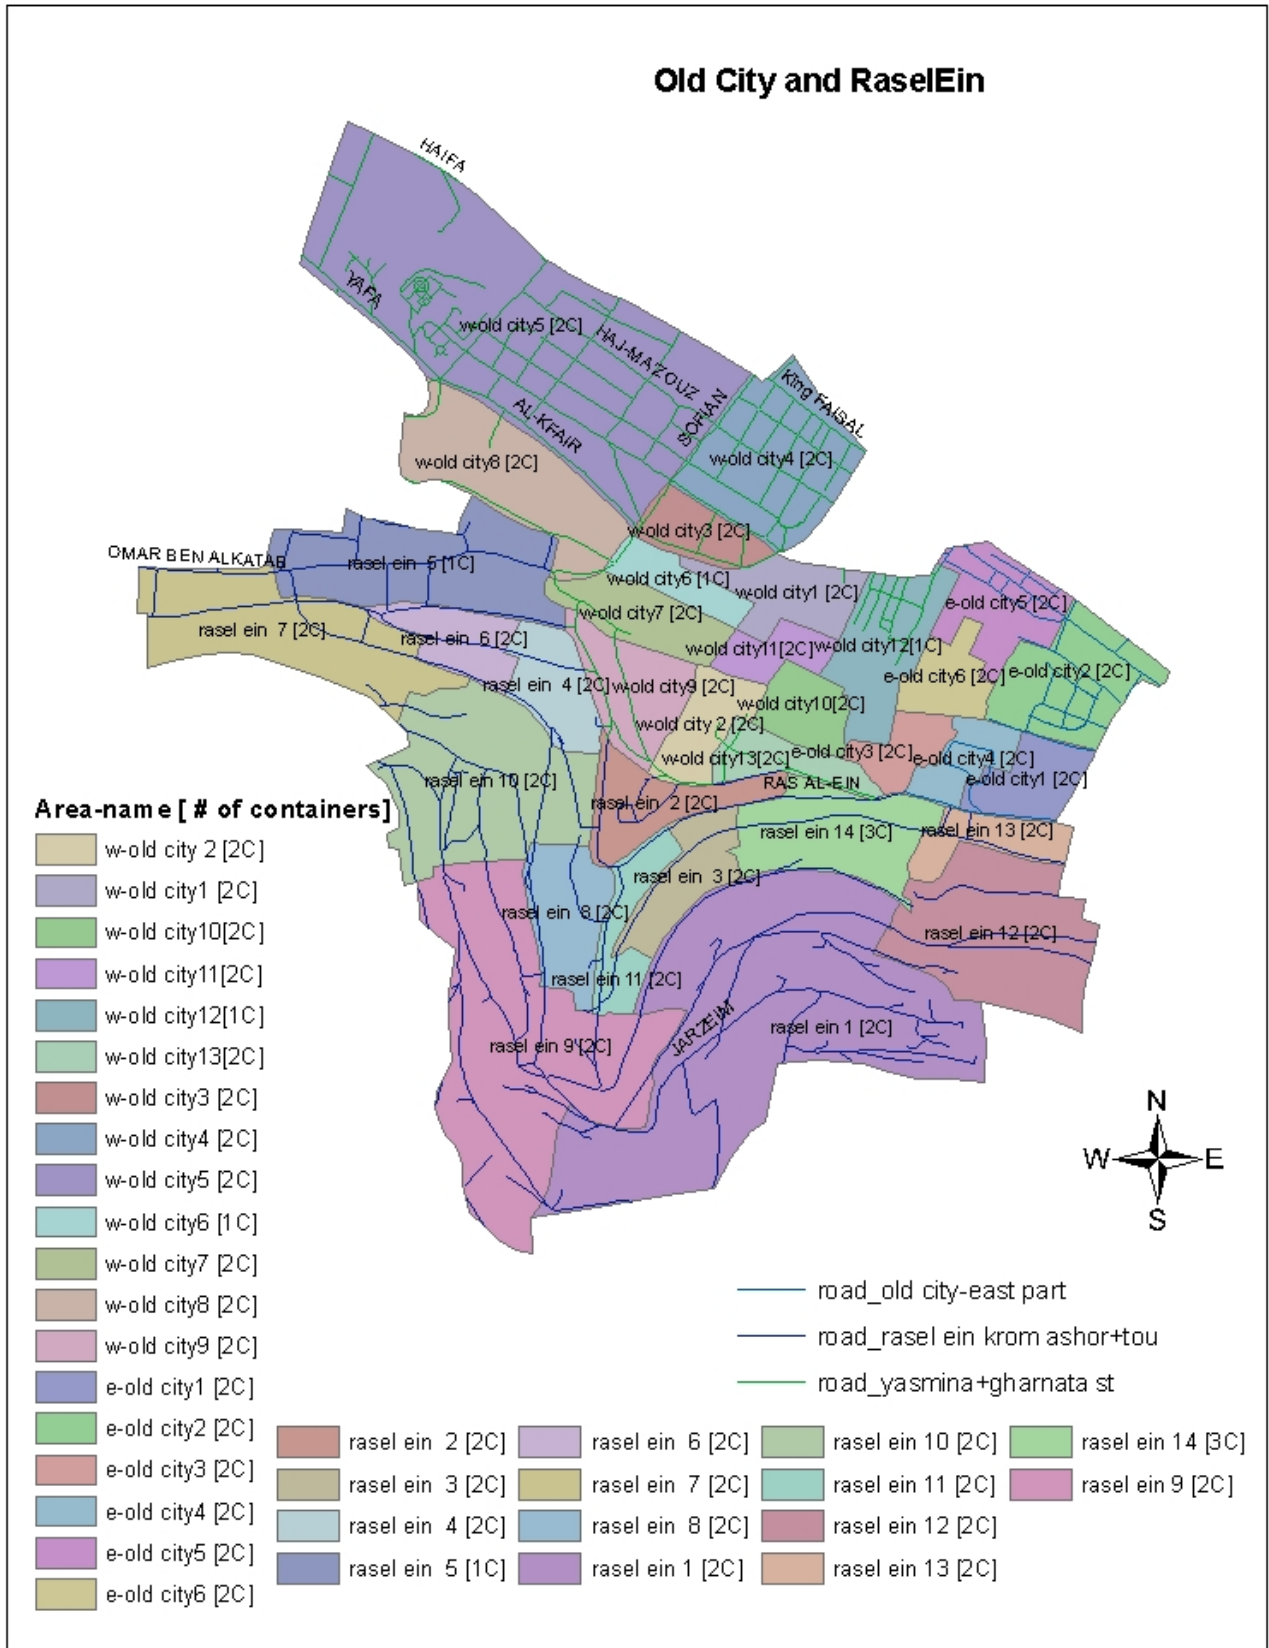 Old City and RaselEin
HAIFA
YAFA
w-old city5 [2C]
HAJ-MAZOUZ
King FAISAL
SOFIAN
AL-KFAIR
w-old city8 [2C]
w-old city4 [2C]
w-old city3 [2C]
OMAR BEN ALKATAB
rasel ein 5 [1C]
w-old city6 [1C]
w-old city1 [2C]
e-old city5 [2C]
w-old city7 [2C]
rasel ein 7 [2C]
rasel ein 6 [2C]
w-old city11[2C]
w-old city12[1C]
e-old city6 [2C]
e-old city2 [2C]
rasel ein 4 [2C]
w-old city9 [2C]
w-old city10[2C]
w-old city 2 [2C]
w-old city13[2C]
e-old city3 [2C]
e-old city4 [2C]
rasel ein 10 [2C]
RAS AL-EIN
e-old city1 [2C]
rasel ein 2 [2C]
rasel ein 14 [3C]
rasel ein 13 [2C]
rasel ein 3 [2C]
rasel ein 8 [2C]
rasel ein 12 [2C]
rasel ein 11 [2C]
JARZEIM
rasel ein 1 [2C]
rasel ein 9 [2C]
Area-name [ # of containers]
w-old city 2 [2C]
w-old city1 [2C]
w-old city10[2C]
w-old city11[2C]
w-old city12[1C]
w-old city13[2C]
w-old city3 [2C]
w-old city4 [2C]
w-old city5 [2C]
w-old city6 [1C]
w-old city7 [2C]
w-old city8 [2C]
w-old city9 [2C]
e-old city1 [2C]
e-old city2 [2C]
e-old city3 [2C]
e-old city4 [2C]
e-old city5 [2C]
e-old city6 [2C]
rasel ein 2 [2C]
rasel ein 3 [2C]
rasel ein 4 [2C]
rasel ein 5 [1C]
rasel ein 6 [2C]
rasel ein 7 [2C]
rasel ein 8 [2C]
rasel ein 1 [2C]
rasel ein 10 [2C]
rasel ein 11 [2C]
rasel ein 12 [2C]
rasel ein 13 [2C]
rasel ein 14 [3C]
rasel ein 9 [2C]
N
W
E
S
road_old city-east part
road_rasel ein krom ashor+tou
road_yasmina+gharnata st